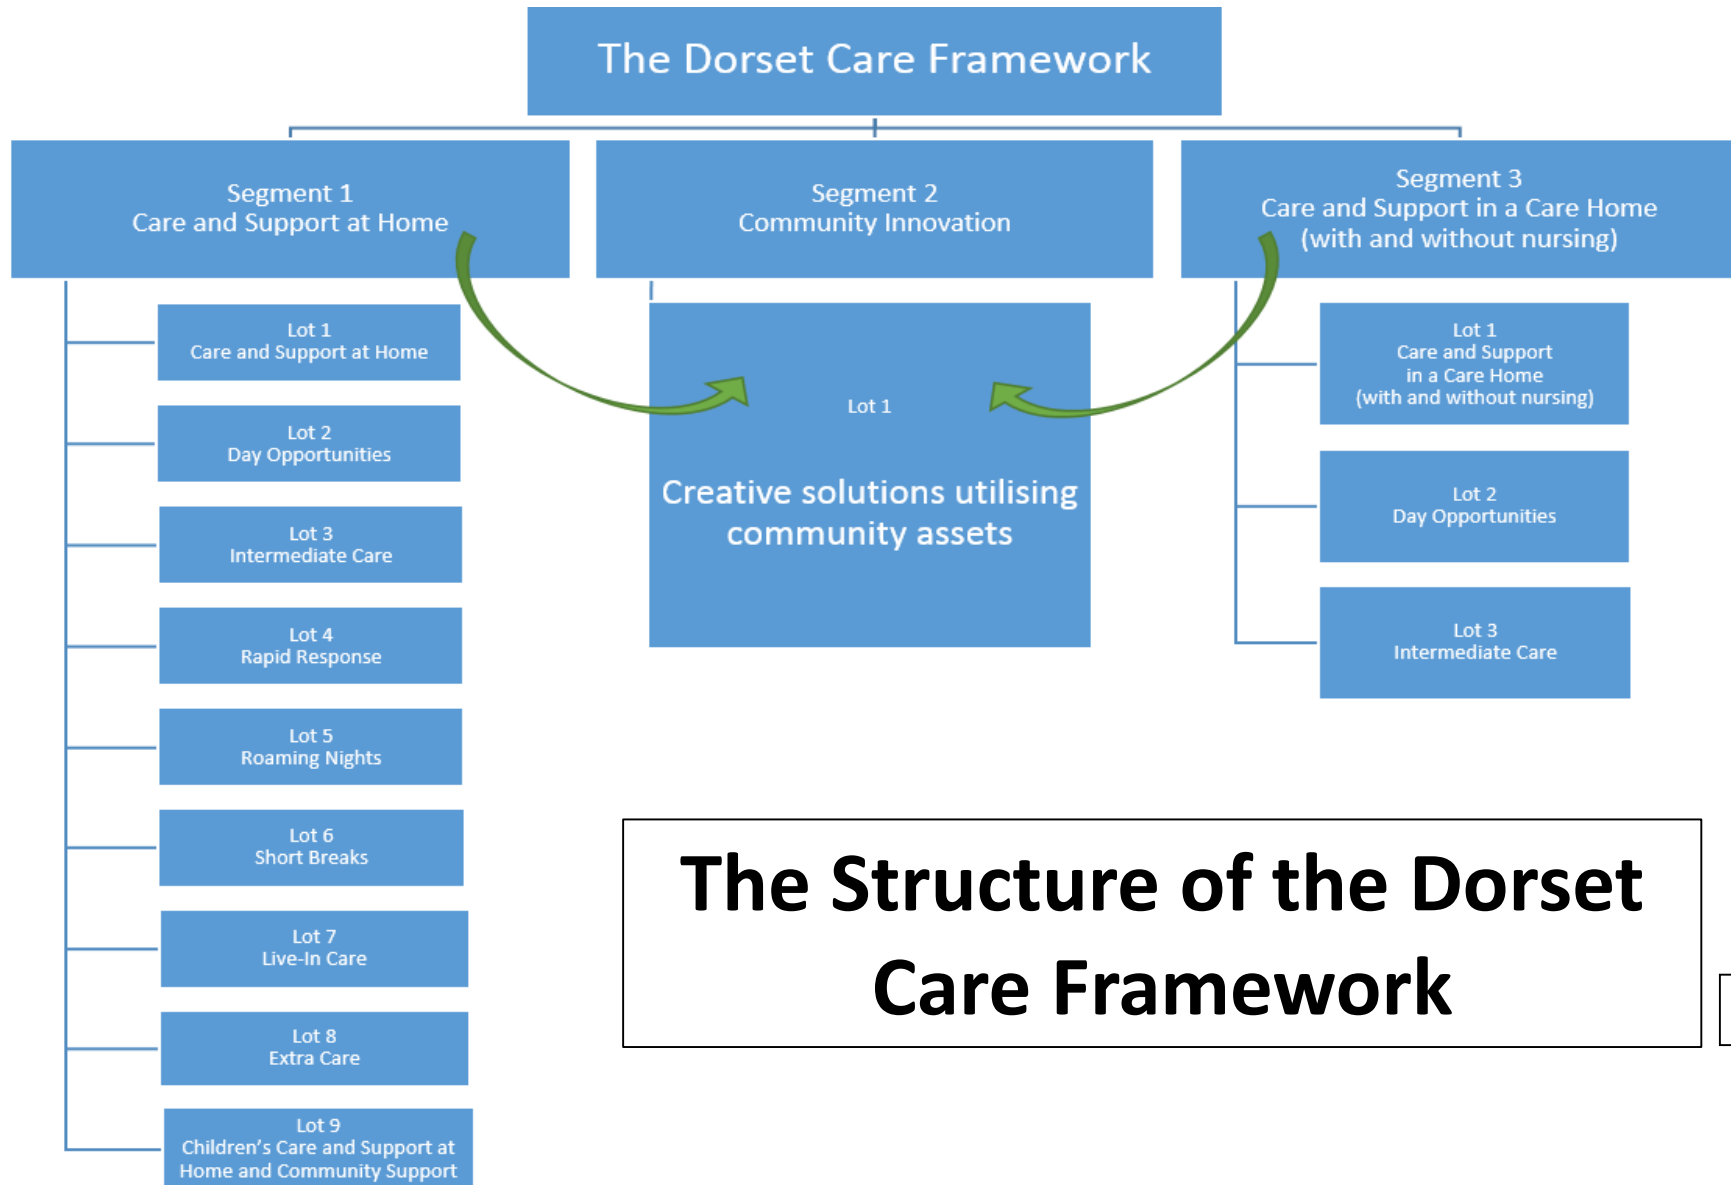 The Dorset Care Framework
Segment 1
Care and Support at Home
Segment 2
Community Innovation
Segment 3
Care and Support in a Care Home
(with and without nursing)
Lot 1
Care and Support at Home
Lot 2
Day Opportunities
Lot 3
Intermediate Care
Lot 4
Rapid Response
Lot 5
Roaming Nights
Lot 6
Short Breaks
Lot 7
Live-In Care
Lot 8
Extra Care
Lot 9
Children’s Care and Support at
Home and Community Support
Lot 1
Creative solutions utilising
community assets
Lot 1
Care and Support
in a Care Home
(with and without nursing)
Lot 2
Day Opportunities
Lot 3
Intermediate Care
The Structure of the Dorset
Care Framework